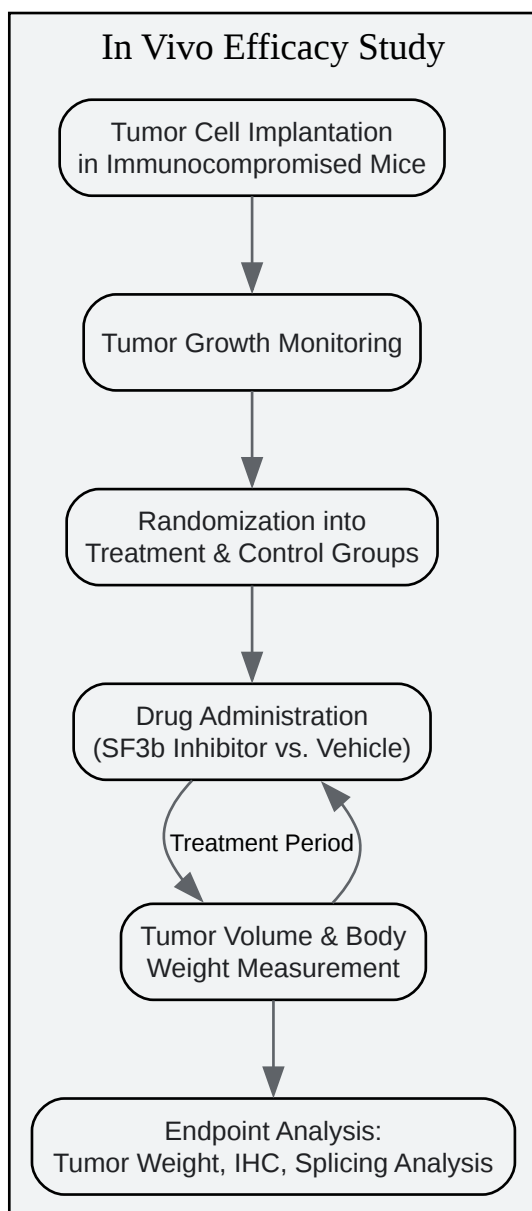 In Vivo Efficacy Study
Tumor Cell Implantation
in Immunocompromised Mice
Tumor Growth Monitoring
Randomization into
Treatment & Control Groups
Drug Administration
(SF3b Inhibitor vs. Vehicle)
Treatment Period
Tumor Volume & Body
Weight Measurement
Endpoint Analysis:
Tumor Weight, IHC, Splicing Analysis